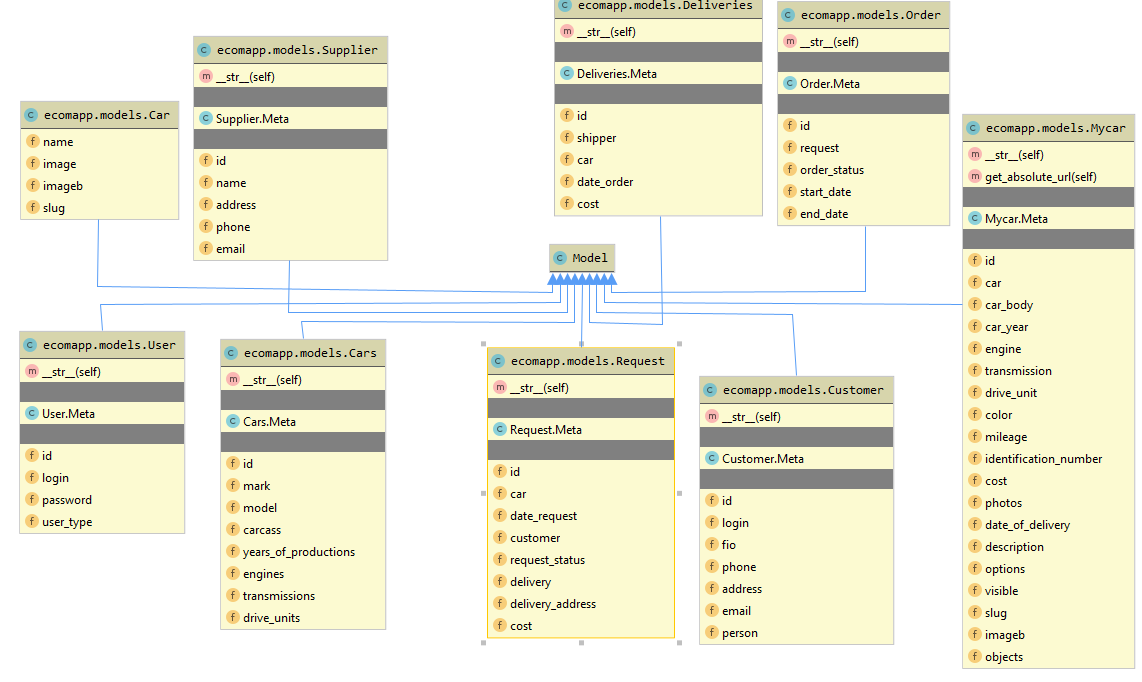 ecomapp.models.Car
name
image
imageb
slug
ecomapp.models.Supplier
__str__(self)
Supplier.Meta
id
name
address
phone
email
ecomapp.models.Deliveries
__str__(self)
Deliveries.Meta
id
shipper
car
date_order
cost
ecomapp.models.Order
__str__(self)
Order.Meta
id
request
order_status
start_date
end_date
ecomapp.models.Mycar
__str__(self)
get_absolute_url(self)
Mycar.Meta
id
car
car_body
car_year
engine
transmission
drive_unit
color
mileage
identification_number
cost
photos
date_of_delivery
description
options
visible
slug
imageb
objects
Model
ecomapp.models.User
__str__(self)
User.Meta
id
login
password
user_type
ecomapp.models.Cars
__str__(self)
Cars.Meta
id
mark
model
carcass
years_of_productions
engines
transmissions
drive_units
ecomapp.models.Request
__str__(self)
Request.Meta
id
car
date_request
customer
request_status
delivery
delivery_address
cost
ecomapp.models.Customer
__str__(self)
Customer.Meta
id
login
fio
phone
address
email
person